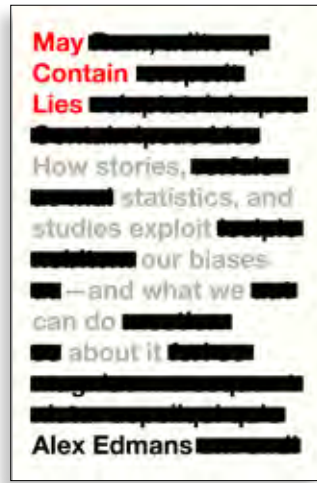 May
Contain
Lies
How stories,
statistics, and
studies exploit
our biases
—and what we
can do
about it
Alex Edmans